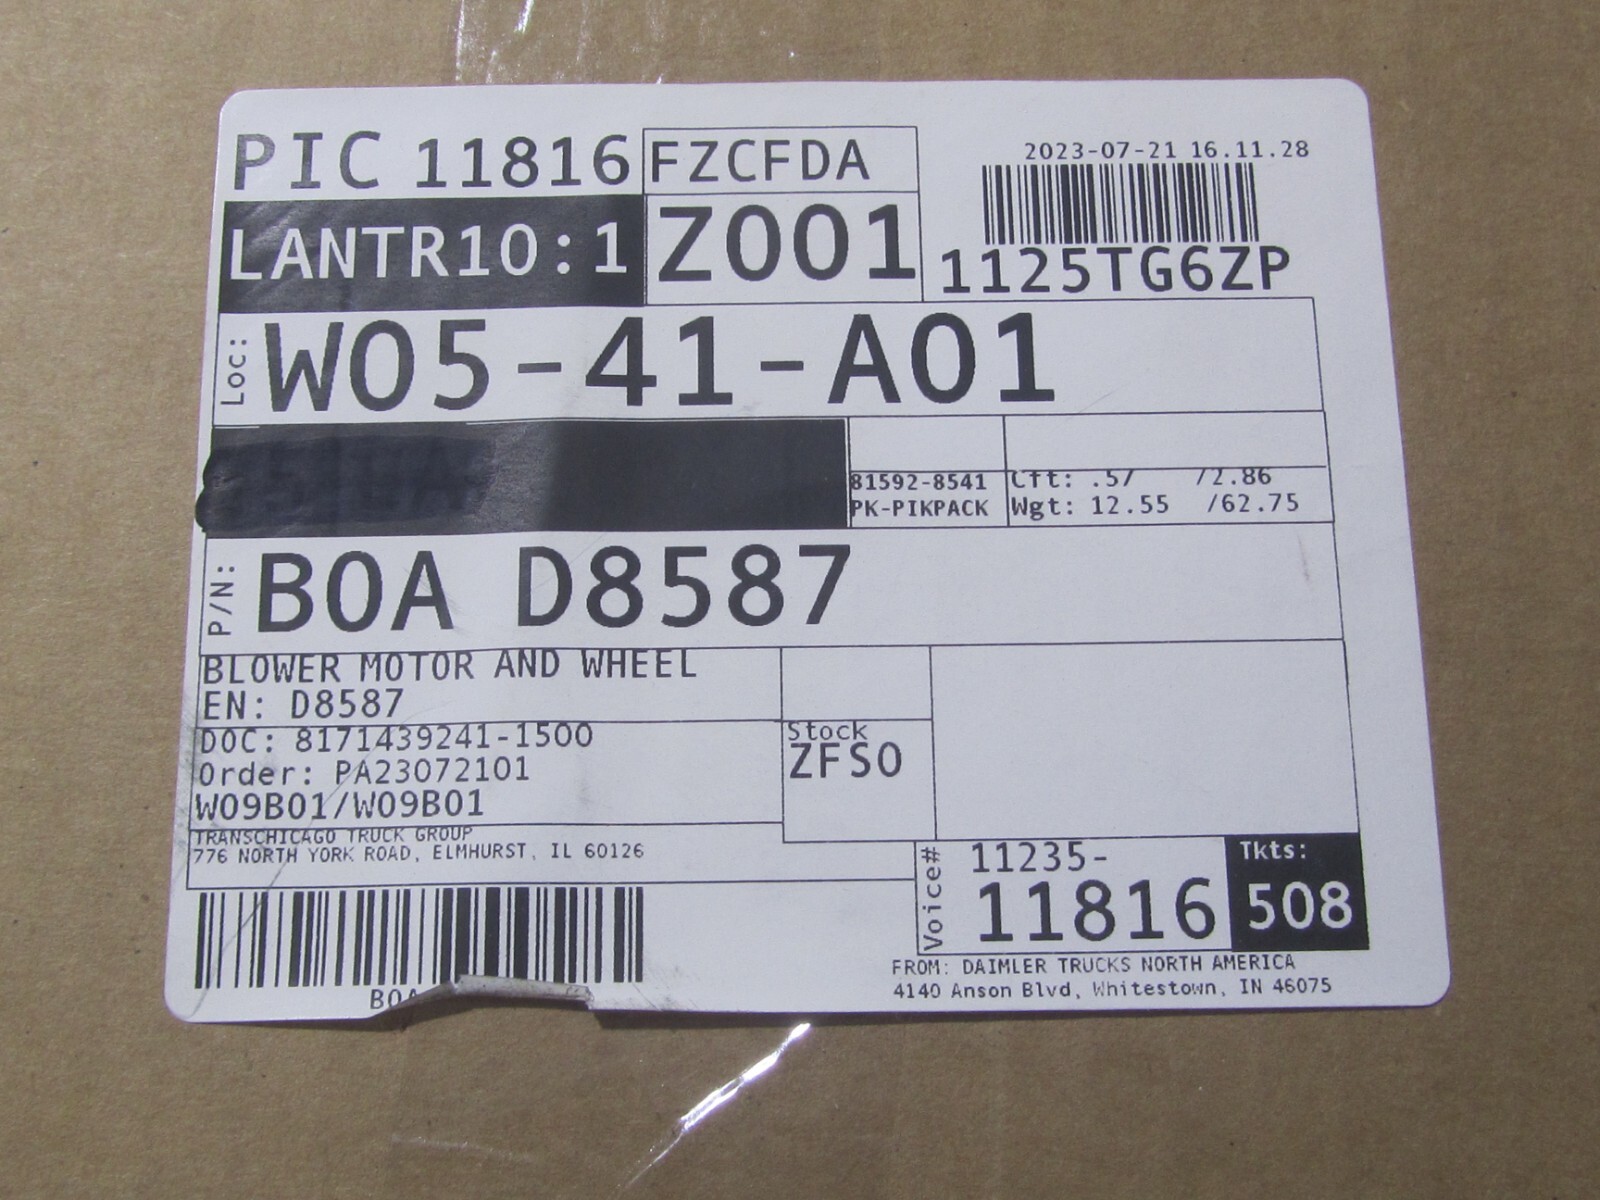 PIC 11816
FZCFDA
2023-07-21 16.11.28
LANTR10:1
Z001
1125TG6ZP
LOC:
W05-41-A01
81592-8541
PK-PIKPACK
Cft: .57 /2.86
Wgt: 12.55 /62.75
P/N:
BOA D8587
BLOWER MOTOR AND WHEEL
EN: D8587
DOC: 8171439241-1500
Order: PA23072101
W09B01/W09B01
Stock
ZFSO
TRANSCHICAGO TRUCK GROUP
776 NORTH YORK ROAD, ELMHURST, IL 60126
Voice#
11235-
11816
Tkts:
508
BOA
FROM: DAIMLER TRUCKS NORTH AMERICA
4140 Anson Blvd, Whitestown, IN 46075